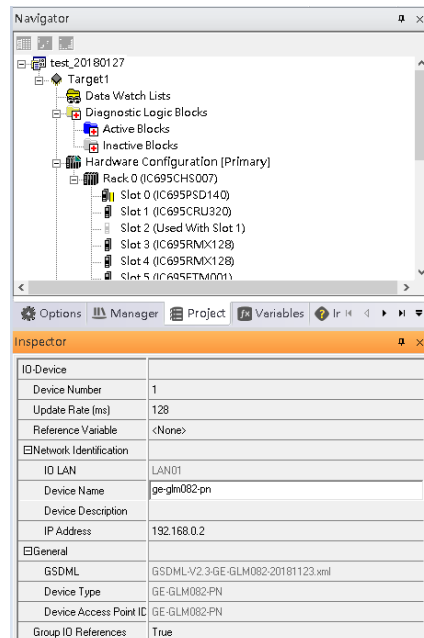 Navigator
test_20180127
Target1
Data Watch Lists
Diagnostic Logic Blocks
Active Blocks
Inactive Blocks
Hardware Configuration [Primary]
Rack 0 (IC695CHS007)
Slot 0 (IC695PSD140)
Slot 1 (IC695CRU320)
Slot 2 (Used With Slot 1)
Slot 3 (IC695RMX128)
Slot 4 (IC695RMX128)
Slot 5 (IC695ETM001)
Options Manager Project Variables Ir
Inspector
IO-Device
Device Number 1
Update Rate (ms) 128
Reference Variable <None>
Network Identification
IO LAN LAN01
Device Name ge-glm082-pn
Device Description
IP Address 192.168.0.2
General
GSDML GSDML-V2.3-GE-GLM082-20181123.xml
Device Type GE-GLM082-PN
Device Access Point ID GE-GLM082-PN
Group IO References True